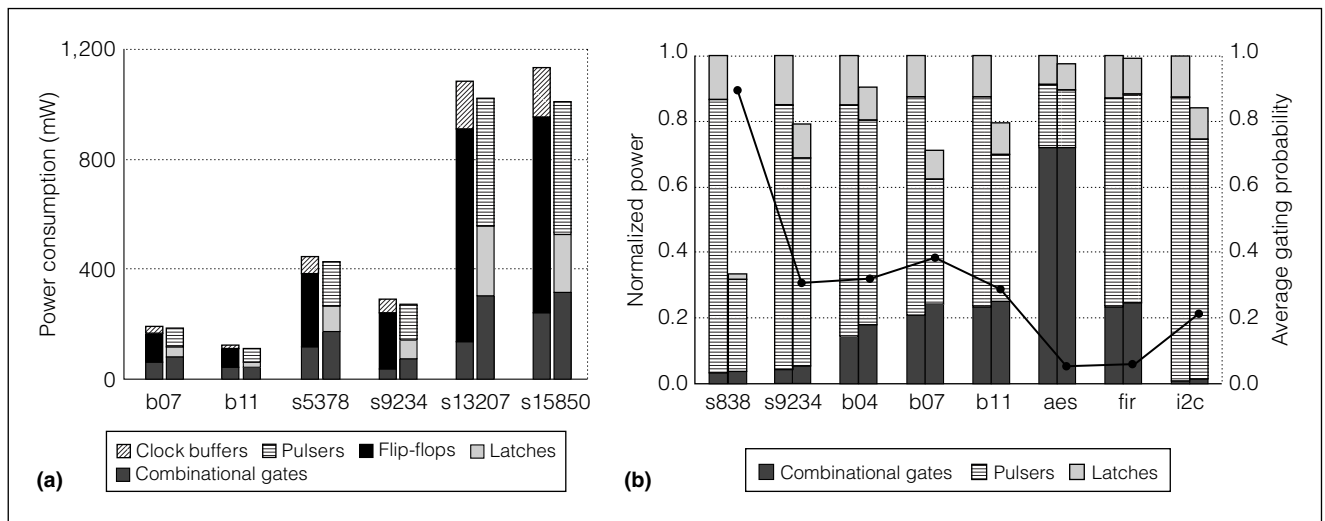 Power consumption (mW)
1,200
800
400
0
b07 b11 s5378 s9234 s13207 s15850
Clock buffers Pulsers Flip-flops Latches
Combinational gates
(a)
Normalized power
1.0
0.8
0.6
0.4
0.2
0.0
s838 s9234 b04 b07 b11 aes fir i2c
1.0
0.8
0.6
0.4
0.2
0.0
Average gating probability
Combinational gates Pulsers Latches
(b)